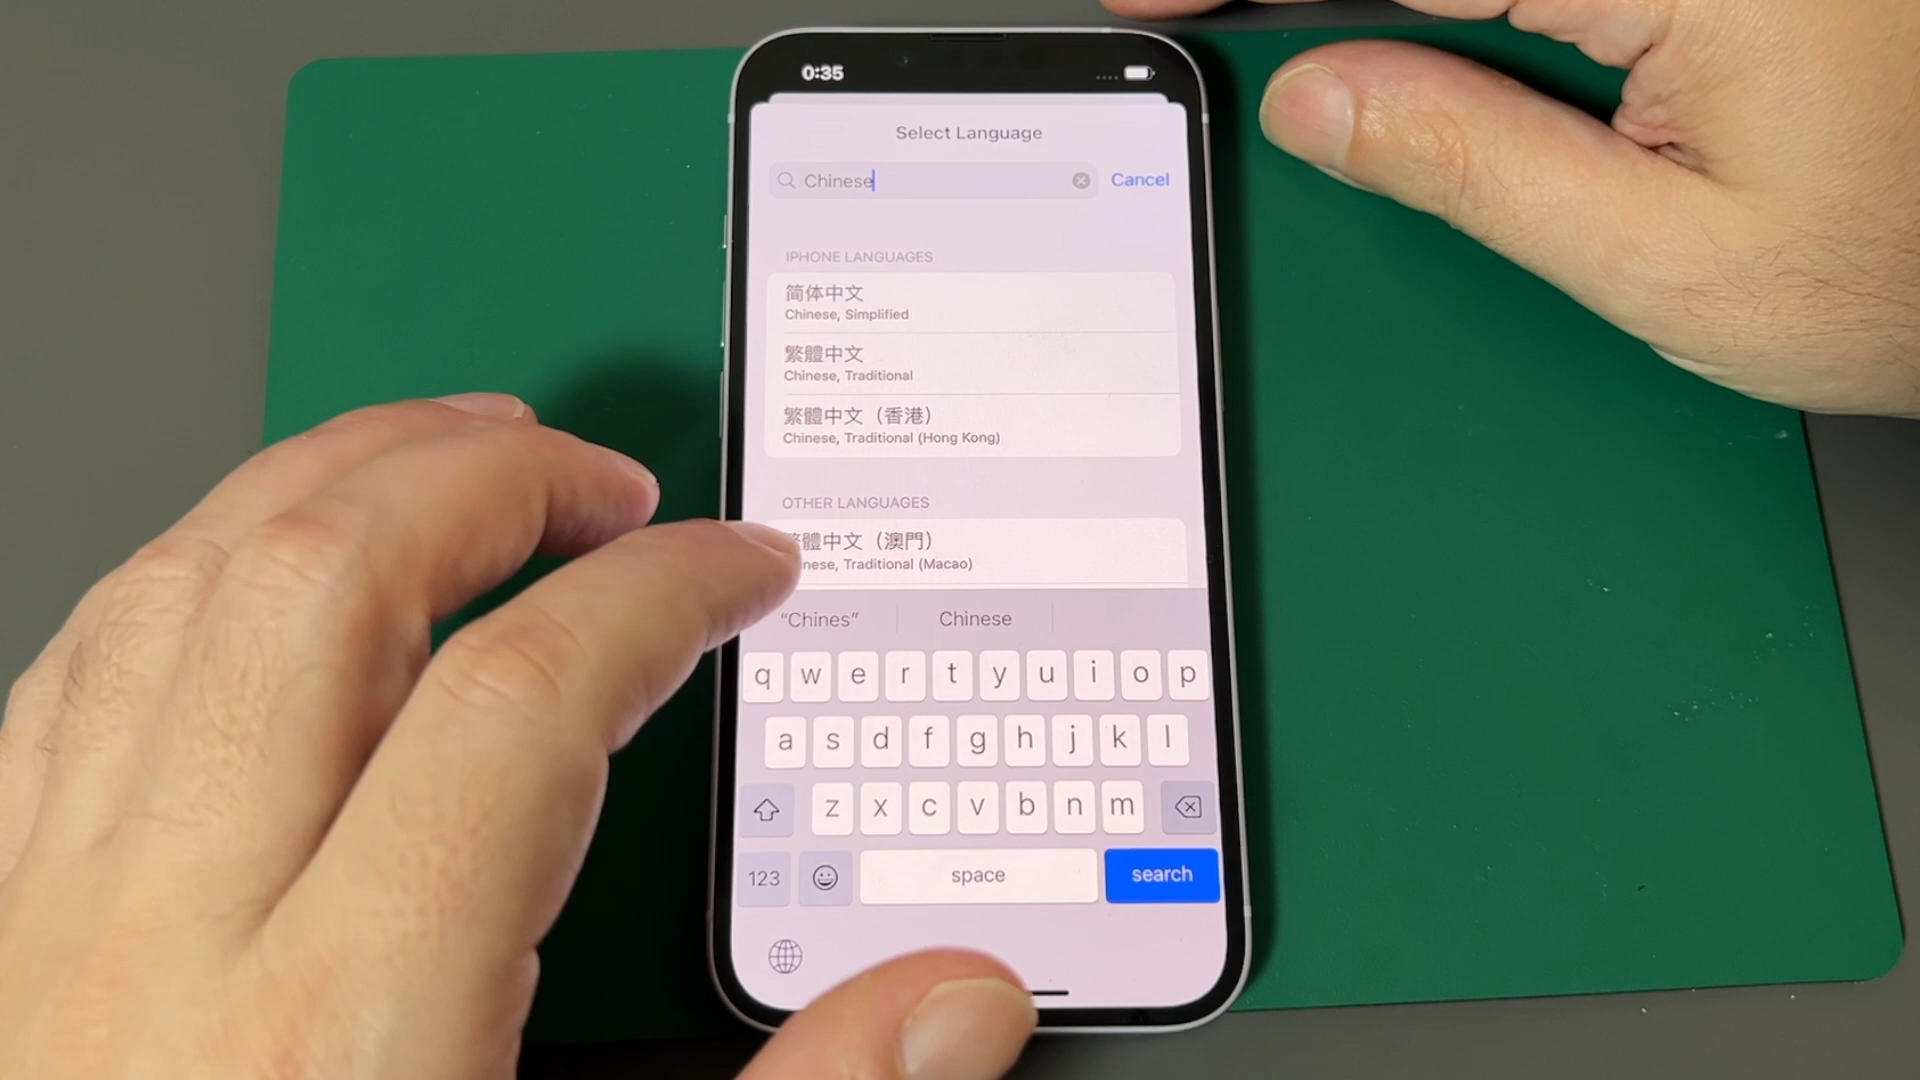 0:35
Select Language
Chinese
Cancel
IPHONE LANGUAGES
简体中文
Chinese, Simplified
繁體中文
Chinese, Traditional
繁體中文（香港）
Chinese, Traditional (Hong Kong)
OTHER LANGUAGES
繁體中文（澳門）
nese, Traditional (Macao)
“Chines” Chinese
q w e r t y u i o p
a s d f g h j k l
z x c v b n m
123 space search